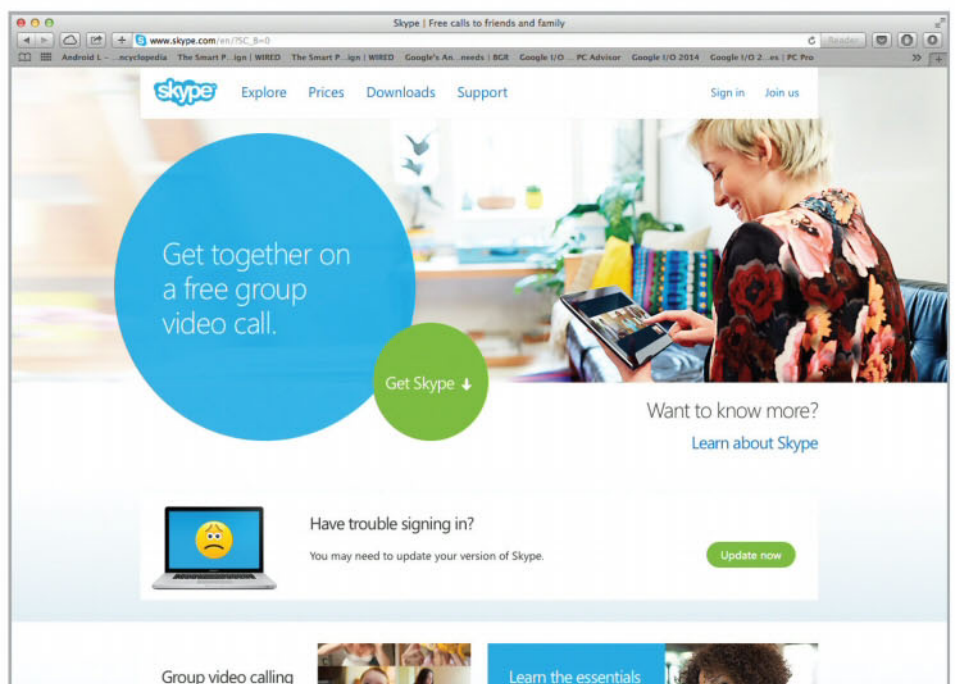 Skype | Free calls to friends and family
www.skype.com/en/?SC_B=0
Reader
Android L – ...ncyclopedia The Smart P...ign | WIRED The Smart P...ign | WIRED Google's An...needs | BGR Google I/O ... PC Advisor Google I/O 2014 Google I/O 2...es | PC Pro
skype Explore Prices Downloads Support Sign in Join us
Get together on
a free group
video call.
Get Skype
Want to know more?
Learn about Skype
Have trouble signing in?
You may need to update your version of Skype.
Update now
Group video calling
Learn the essentials